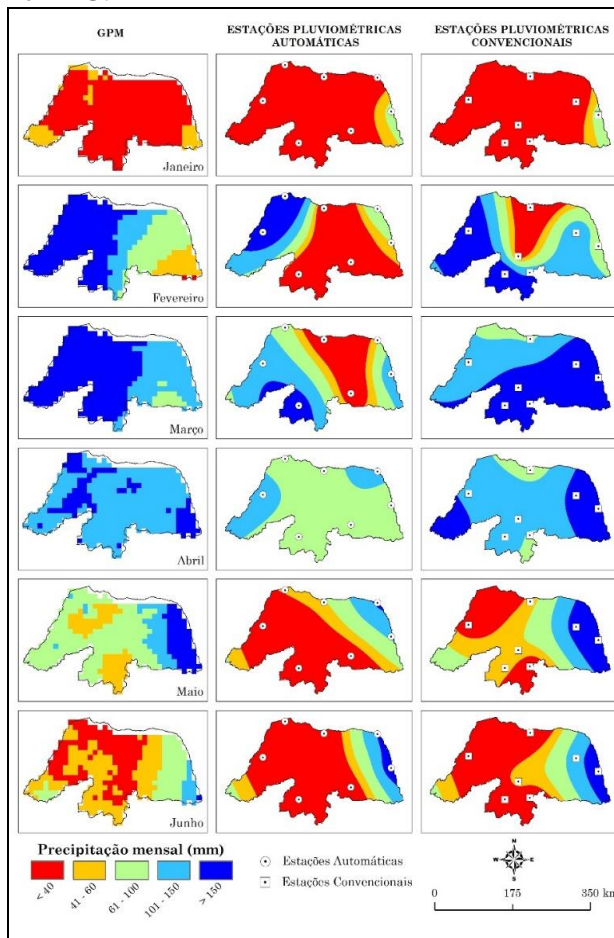 GPM
ESTAÇÕES PLUVIOMÉTRICAS
AUTOMÁTICAS
ESTAÇÕES PLUVIOMÉTRICAS
CONVENCIONAIS
Janeiro
Fevereiro
Março
Abril
Maio
Junho
Precipitação mensal (mm)
< 40
41 - 60
61 - 100
101 - 150
> 150
Estações Automáticas
Estações Convencionais
N
W
E
S
0 175 350 km